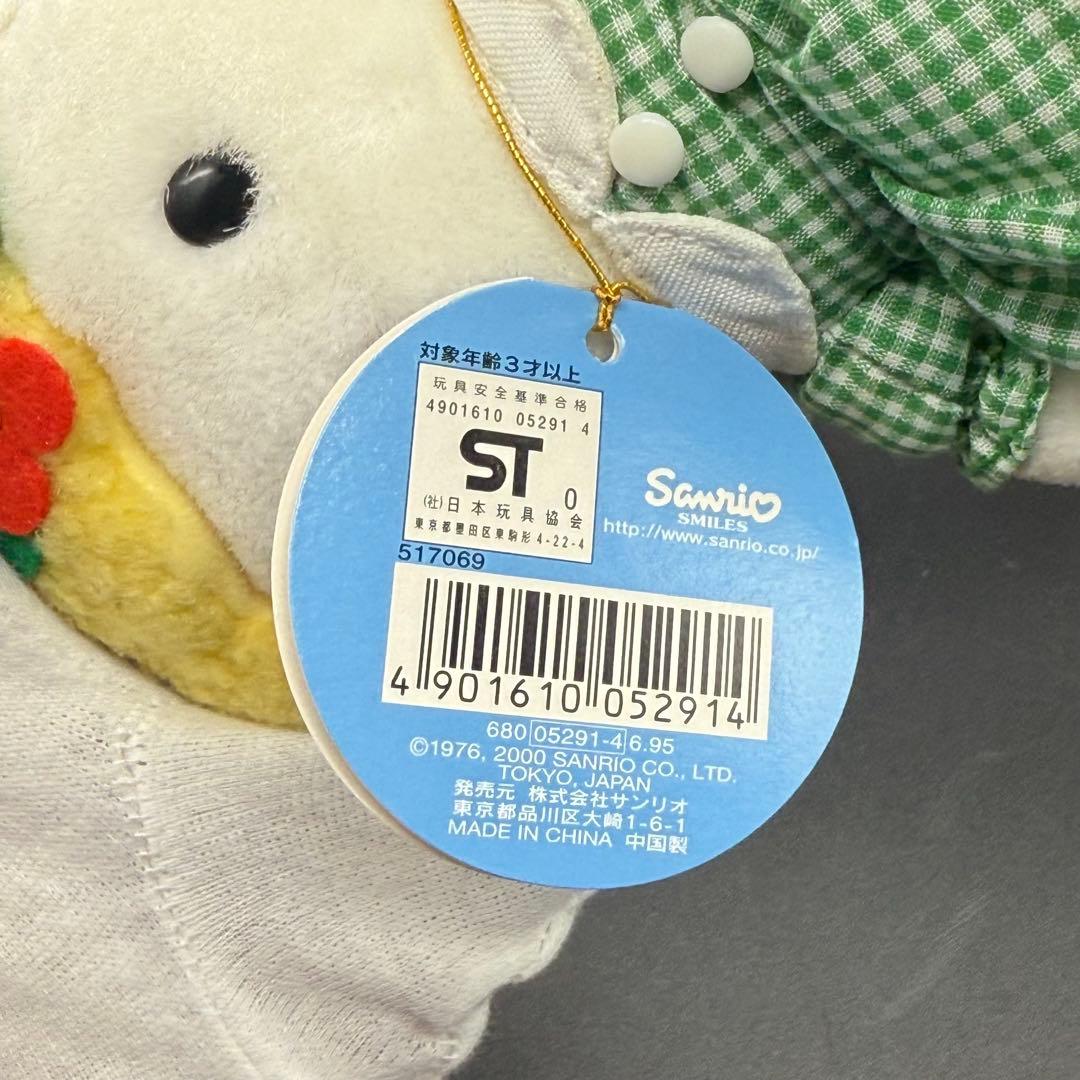 対象年齢3才以上
玩具安全基準合格
4901610 05291 4
ST 0
(社)日本玩具協会
東京都墨田区東駒形4-22-4
517069
Sanrio
SMILES
http://www.sanrio.co.jp/
4 901610 052914
680 05291-4 6.95
©1976, 2000 SANRIO CO., LTD.
TOKYO, JAPAN
発売元 株式会社サンリオ
東京都品川区大崎1-6-1
MADE IN CHINA 中国製